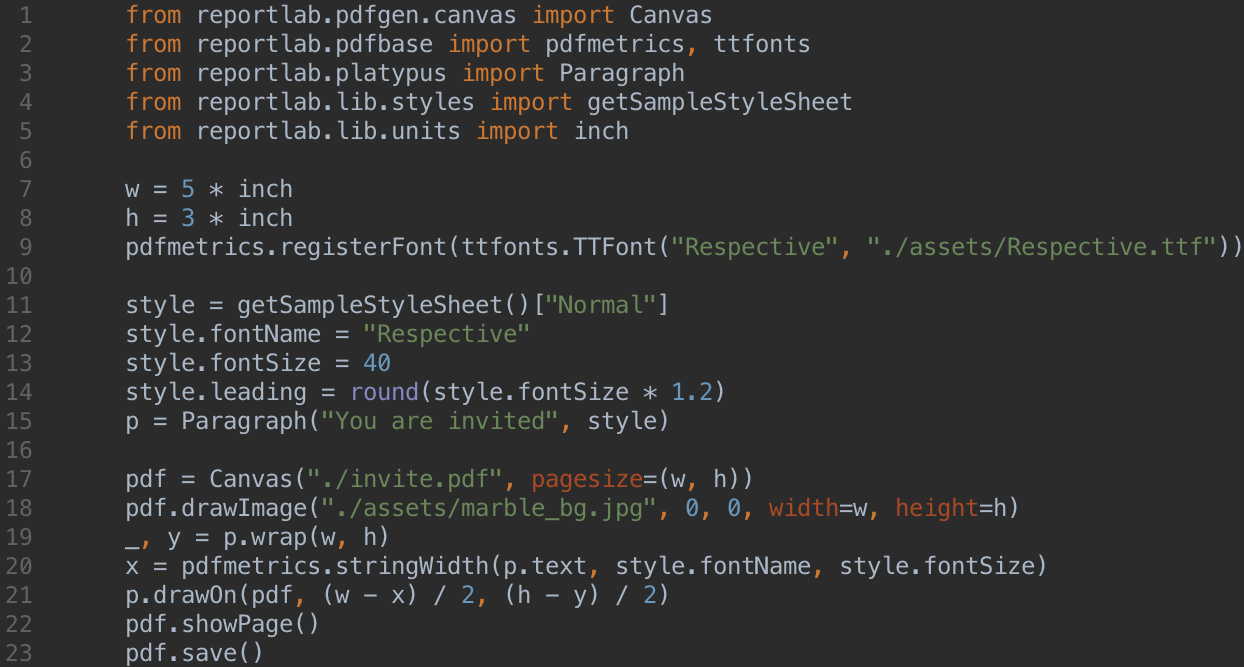 1 from reportlab.pdfgen.canvas import Canvas
2 from reportlab.pdfbase import pdfmetrics, ttfonts
3 from reportlab.platypus import Paragraph
4 from reportlab.lib.styles import getSampleStyleSheet
5 from reportlab.lib.units import inch
6
7 w = 5 * inch
8 h = 3 * inch
9 pdfmetrics.registerFont(ttfonts.TTFont("Respective", "./assets/Respective.ttf"))
10
11 style = getSampleStyleSheet()["Normal"]
12 style.fontName = "Respective"
13 style.fontSize = 40
14 style.leading = round(style.fontSize * 1.2)
15 p = Paragraph("You are invited", style)
16
17 pdf = Canvas("./invite.pdf", pagesize=(w, h))
18 pdf.drawImage("./assets/marble_bg.jpg", 0, 0, width=w, height=h)
19 _, y = p.wrap(w, h)
20 x = pdfmetrics.stringWidth(p.text, style.fontName, style.fontSize)
21 p.drawOn(pdf, (w - x) / 2, (h - y) / 2)
22 pdf.showPage()
23 pdf.save()